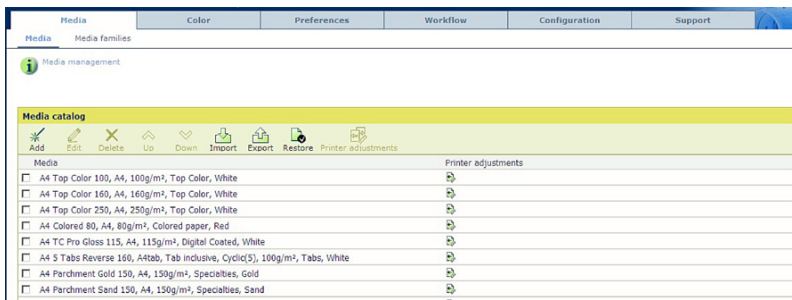 Media Color Preferences Workflow Configuration Support
Media Media families
Media management
Media catalog
Add Edit Delete Up Down Import Export Restore Printer adjustments
Media Printer adjustments
A4 Top Color 100, A4, 100g/m², Top Color, White
A4 Top Color 160, A4, 160g/m², Top Color, White
A4 Top Color 250, A4, 250g/m², Top Color, White
A4 Colored 80, A4, 80g/m², Colored paper, Red
A4 TC Pro Gloss 115, A4, 115g/m², Digital Coated, White
A4 5 Tabs Reverse 160, A4tab, Tab inclusive, Cyclic(5), 100g/m², Tabs, White
A4 Parchment Gold 150, A4, 150g/m², Specialties, Gold
A4 Parchment Sand 150, A4, 150g/m², Specialties, Sand